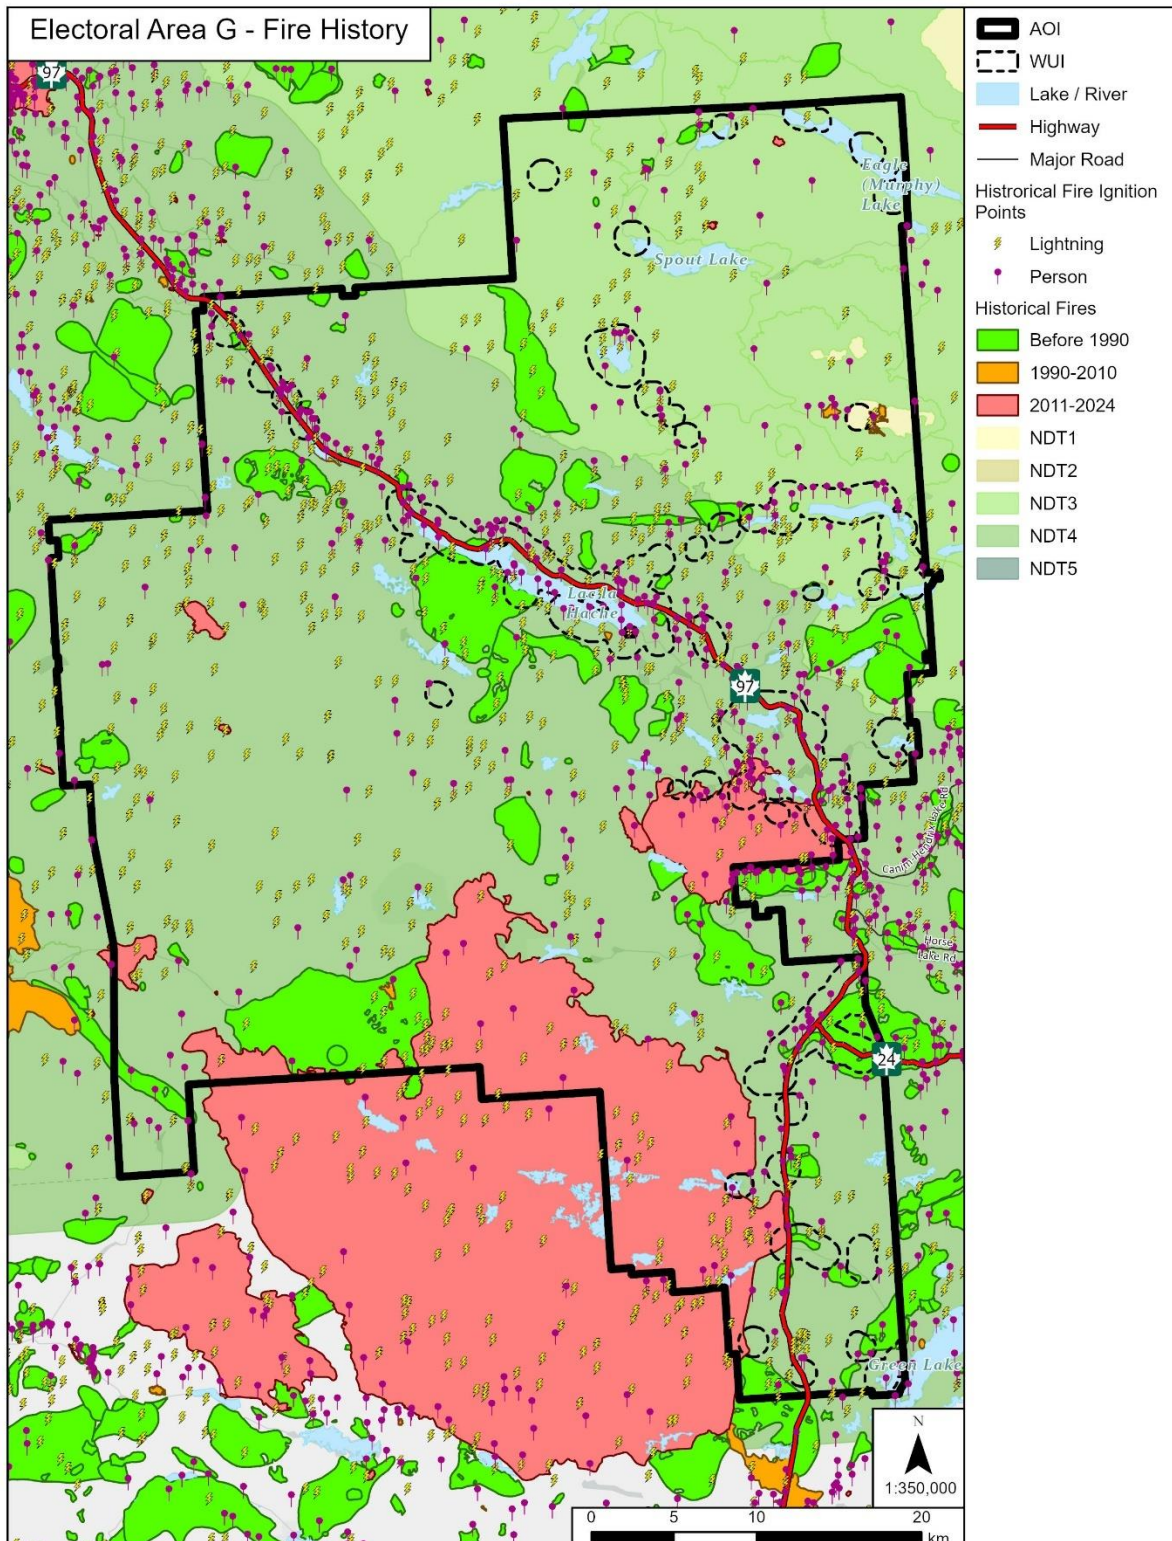 Electoral Area G - Fire History
97
Eagle
(Murphy)
Lake
Spout Lake
Lac la
Hache
97
Canim-Hendrix Lake Rd
Horse
Lake Rd
24
Green Lake
N
1:350,000
0 5 10 20
km
AOI
WUI
Lake / River
Highway
Major Road
Histrorical Fire Ignition
Points
Lightning
Person
Historical Fires
Before 1990
1990-2010
2011-2024
NDT1
NDT2
NDT3
NDT4
NDT5